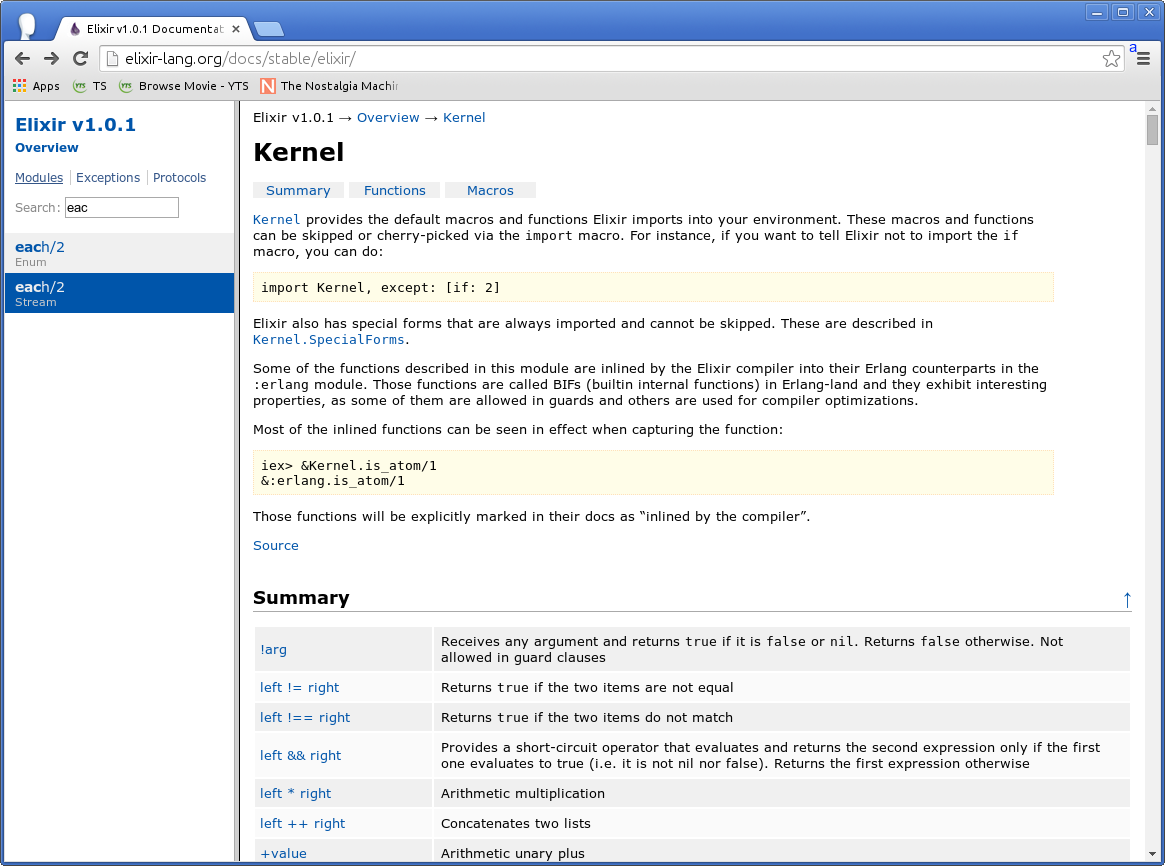 Elixir v1.0.1 Documentat
elixir-lang.org/docs/stable/elixir/
a
Apps TS Browse Movie - YTS The Nostalgia Machin
Elixir v1.0.1
Overview
Modules Exceptions Protocols
Search: eac
each/2
Enum
each/2
Stream
Elixir v1.0.1 → Overview → Kernel
Kernel
Summary Functions Macros
Kernel provides the default macros and functions Elixir imports into your environment. These macros and functions
can be skipped or cherry-picked via the import macro. For instance, if you want to tell Elixir not to import the if
macro, you can do:
import Kernel, except: [if: 2]
Elixir also has special forms that are always imported and cannot be skipped. These are described in
Kernel.SpecialForms.
Some of the functions described in this module are inlined by the Elixir compiler into their Erlang counterparts in the
:erlang module. Those functions are called BIFs (builtin internal functions) in Erlang-land and they exhibit interesting
properties, as some of them are allowed in guards and others are used for compiler optimizations.
Most of the inlined functions can be seen in effect when capturing the function:
iex> &Kernel.is_atom/1
&:erlang.is_atom/1
Those functions will be explicitly marked in their docs as “inlined by the compiler”.
Source
Summary ↑
!arg
Receives any argument and returns true if it is false or nil. Returns false otherwise. Not
allowed in guard clauses
left != right Returns true if the two items are not equal
left !== right Returns true if the two items do not match
left && right
Provides a short-circuit operator that evaluates and returns the second expression only if the first
one evaluates to true (i.e. it is not nil nor false). Returns the first expression otherwise
left * right Arithmetic multiplication
left ++ right Concatenates two lists
+value Arithmetic unary plus